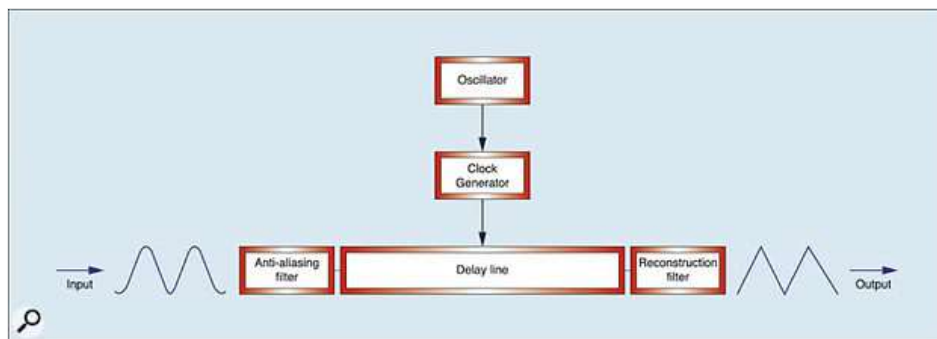 Oscillator
Clock
Generator
Input
Anti-aliasing
filter
Delay line
Reconstruction
filter
Output